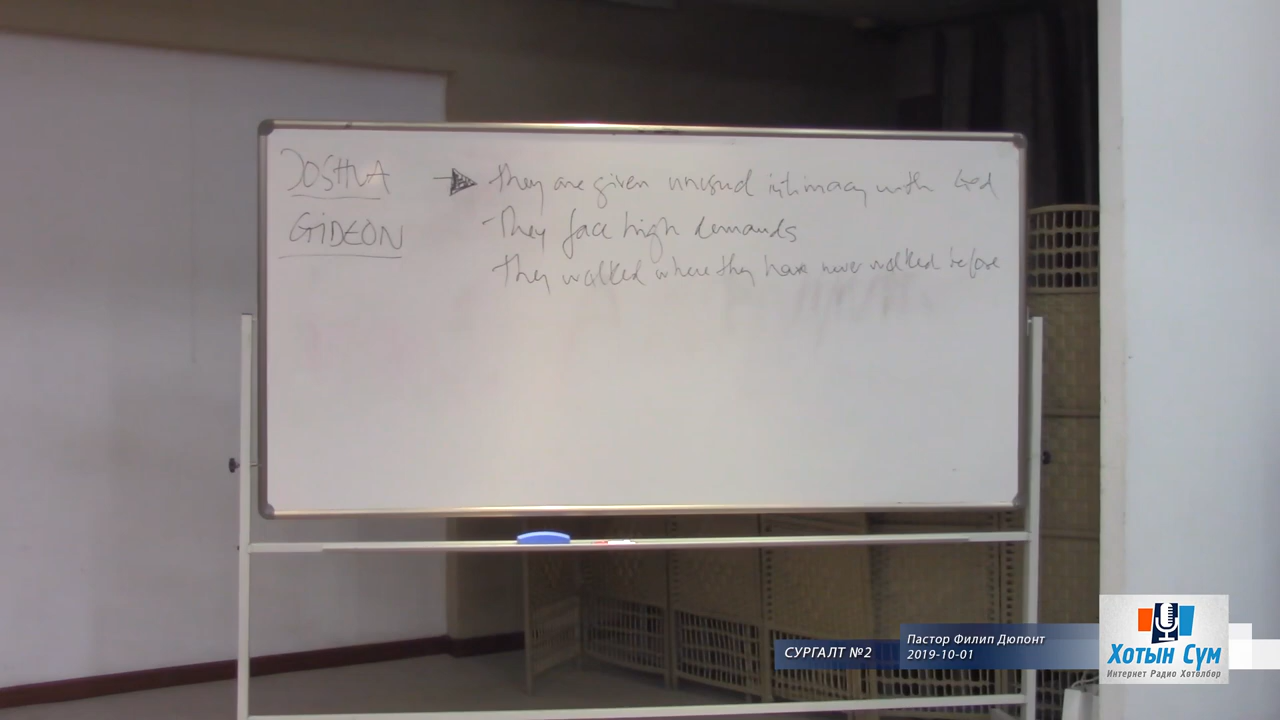 JOSHUA
GIDEON
They are given unusual intimacy with God
- They face high demands
They walked where they have never walked before
СУРГАЛТ №2
Пастор Филип Дюпонт
2019-10-01
Хотын Сум
Интернет Радио Хөтөлбөр